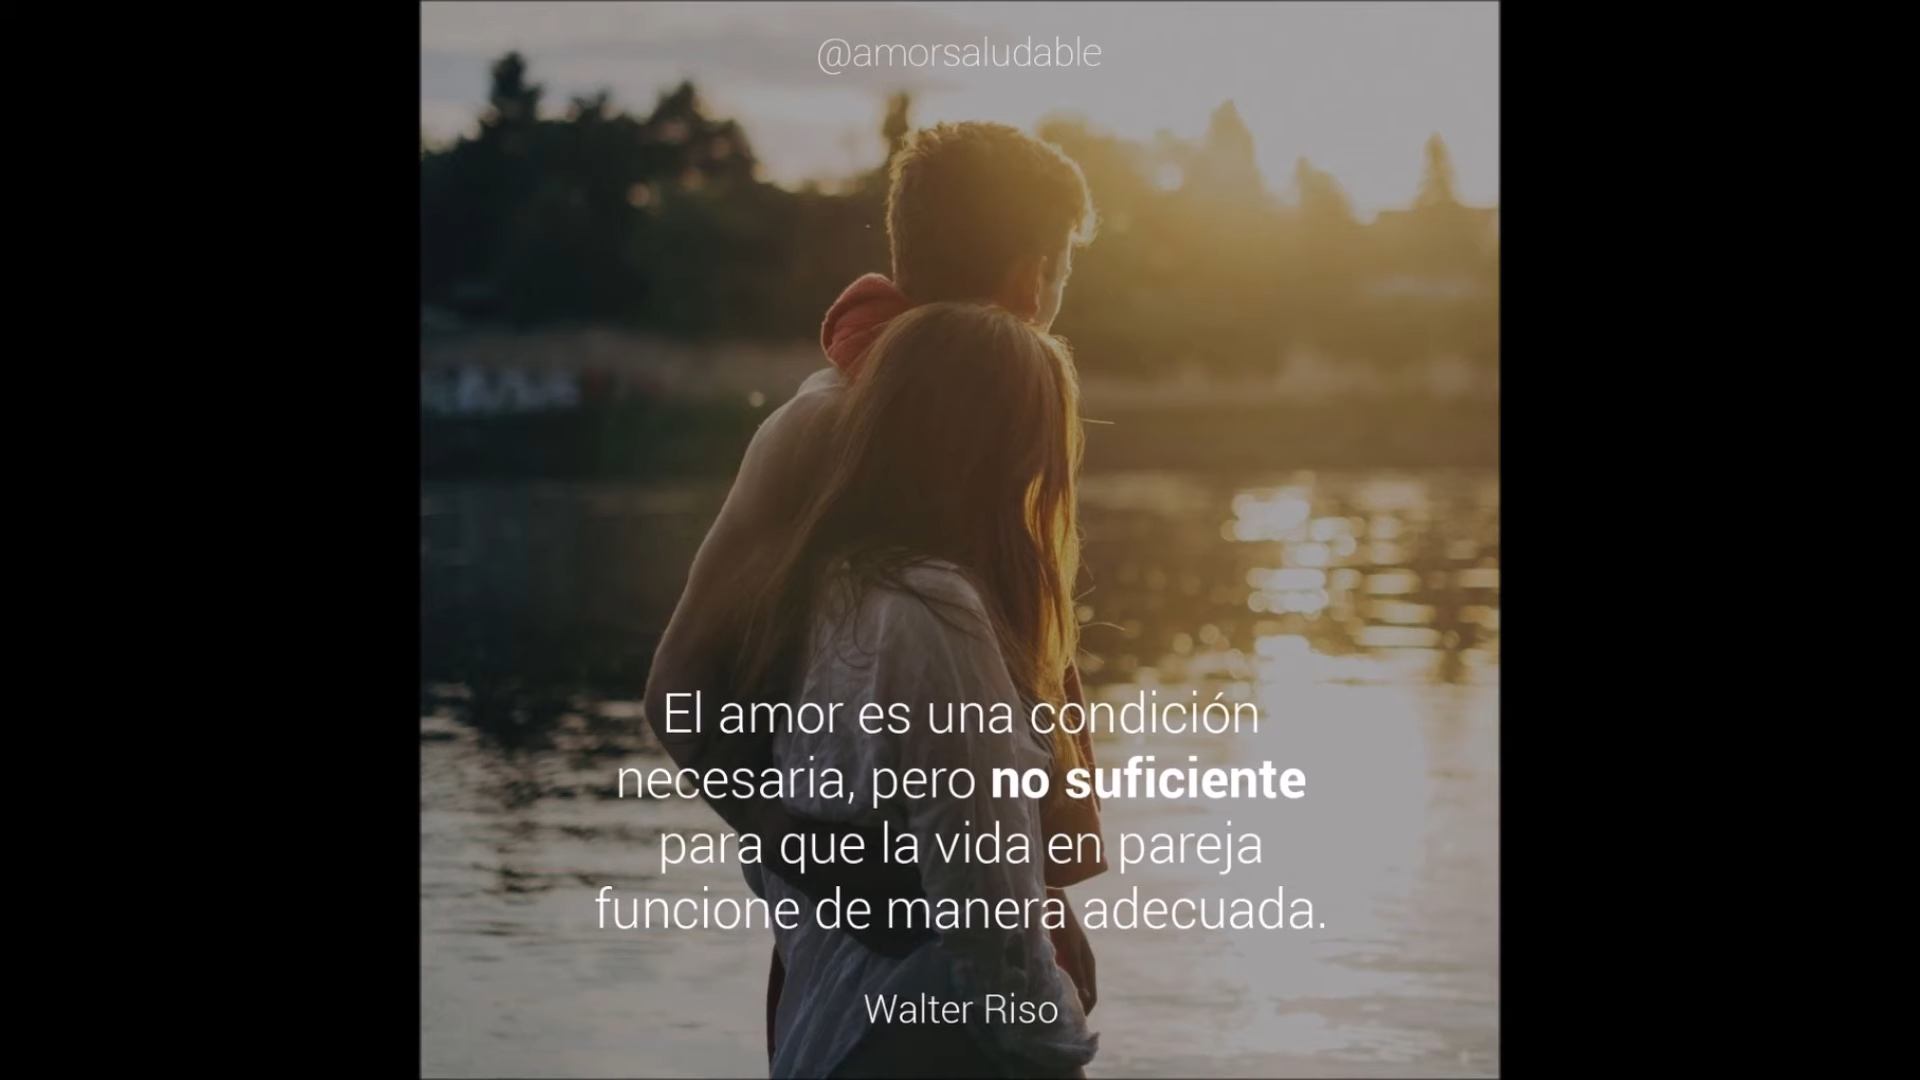 @amorsaludable
El amor es una condición
necesaria, pero no suficiente
para que la vida en pareja
funcione de manera adecuada.
Walter Riso